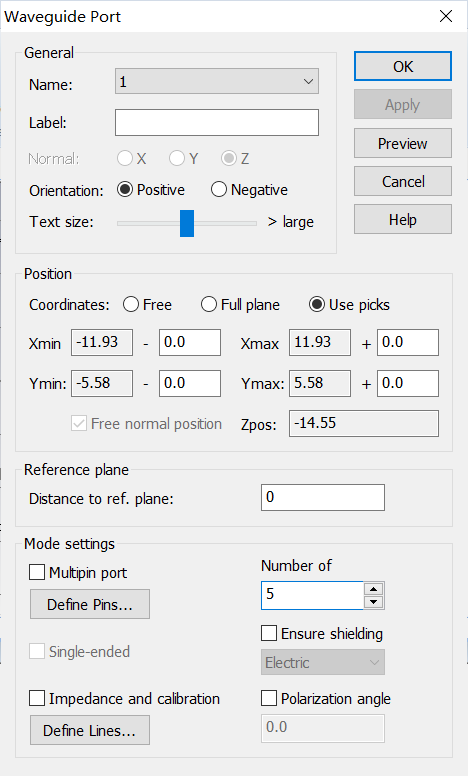 Waveguide Port
General
Name: 1
Label:
Normal: X Y Z
Orientation: Positive Negative
Text size: > large
OK
Apply
Preview
Cancel
Help
Position
Coordinates: Free Full plane Use picks
Xmin -11.93 - 0.0 Xmax 11.93 + 0.0
Ymin: -5.58 - 0.0 Ymax: 5.58 + 0.0
Free normal position Zpos: -14.55
Reference plane
Distance to ref. plane: 0
Mode settings
Multipin port
Define Pins...
Single-ended
Impedance and calibration
Define Lines...
Number of
5
Ensure shielding
Electric
Polarization angle
0.0